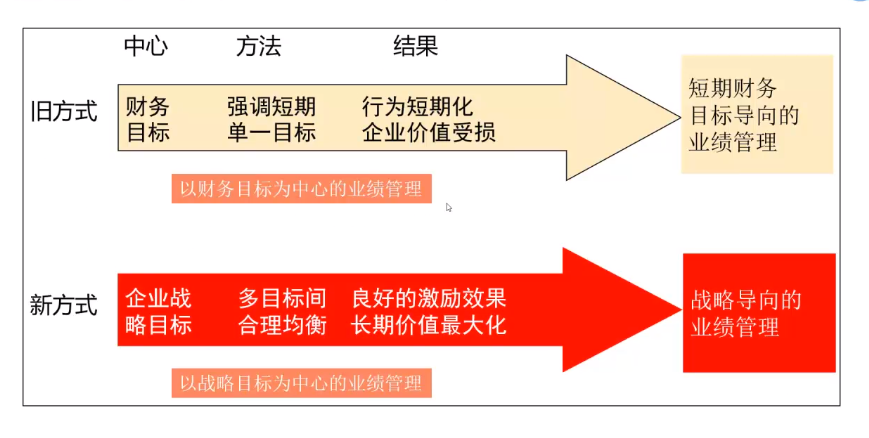 中心 方法 结果
旧方式
财务
目标
强调短期
单一目标
行为短期化
企业价值受损
短期财务
目标导向的
业绩管理
以财务目标为中心的业绩管理
新方式
企业战
略目标
多目标间
合理均衡
良好的激励效果
长期价值最大化
战略导向的
业绩管理
以战略目标为中心的业绩管理